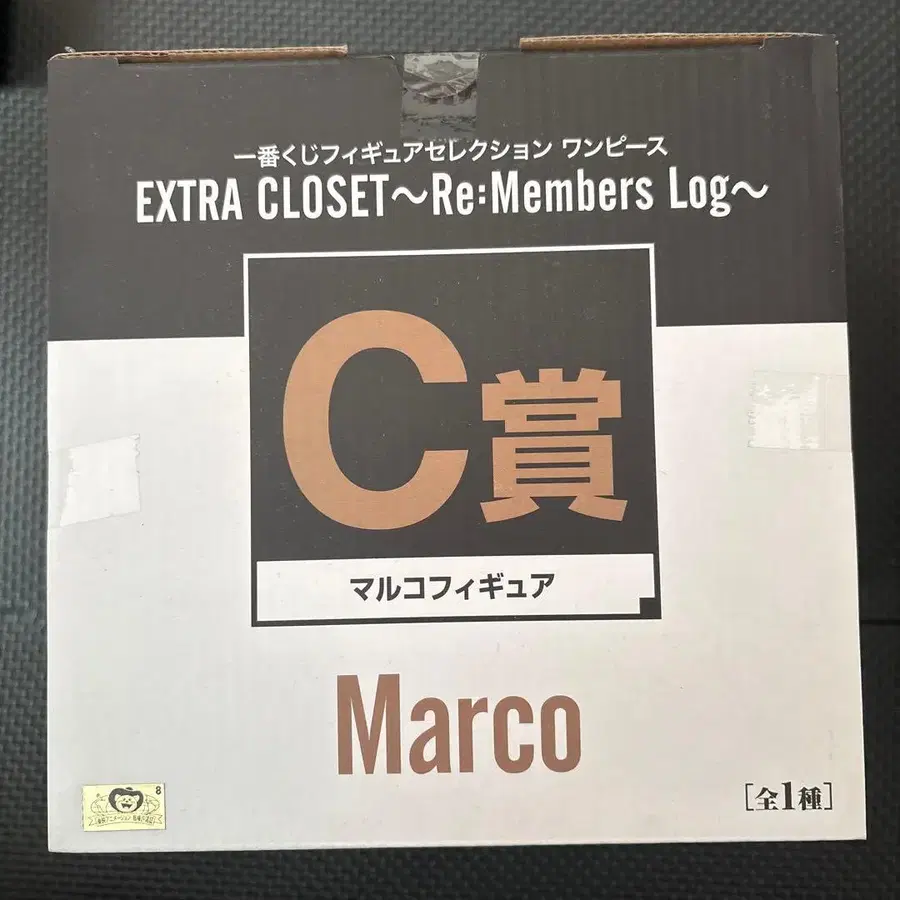 一番くじフィギュアセレクション ワンピース
EXTRA CLOSET〜Re:Members Log〜
C賞
マルコフィギュア
Marco
[全1種]
8